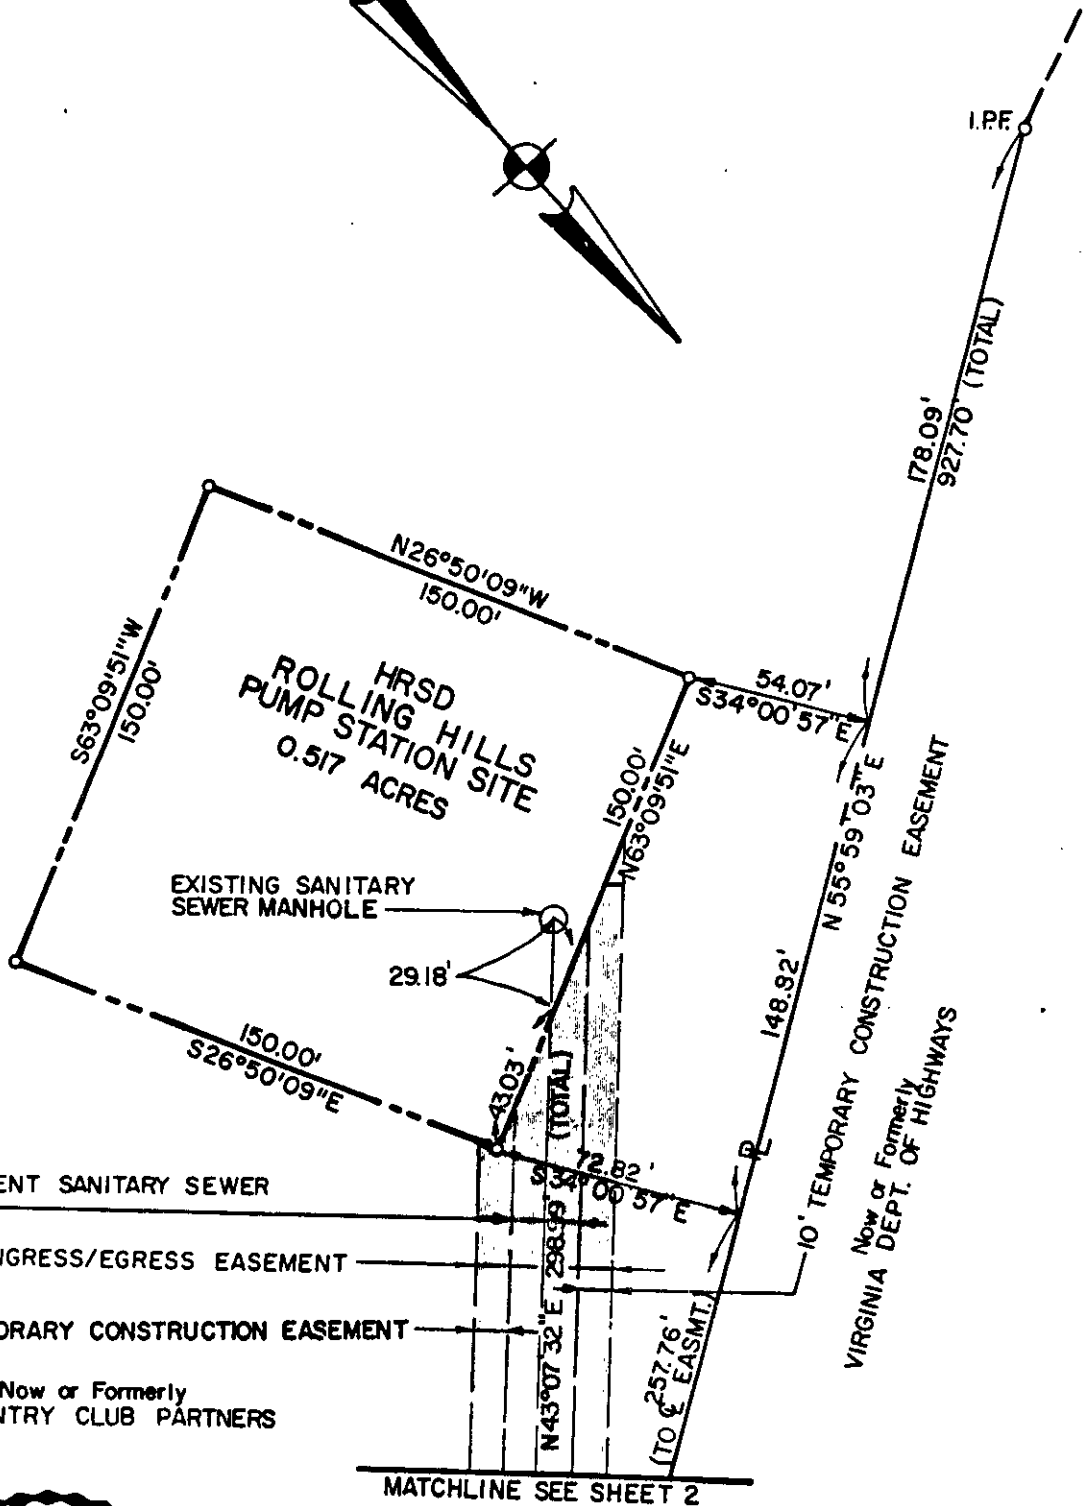 I.P.F.
178.09'
927.70' (TOTAL)
N26°50'09"W
150.00'
S63°09'51"W
150.00'
HRSD
ROLLING HILLS
PUMP STATION SITE
0.517 ACRES
54.07'
S34°00'57"E
150.00'
N63°09'51"E
N 55°59'03" E
148.92'
EXISTING SANITARY
SEWER MANHOLE
29.18'
43.03'
150.00'
S26°50'09"E
72.82'
S 34°00'57" E
N43°07'32"E 298.99' (TOTAL)
10' TEMPORARY CONSTRUCTION EASEMENT
Now or Formerly
VIRGINIA DEPT. OF HIGHWAYS
ENT SANITARY SEWER
NGRESS/EGRESS EASEMENT
ORARY CONSTRUCTION EASEMENT
Now or Formerly
NTRY CLUB PARTNERS
257.76'
(TO ℄ EASMT.)
MATCHLINE SEE SHEET 2